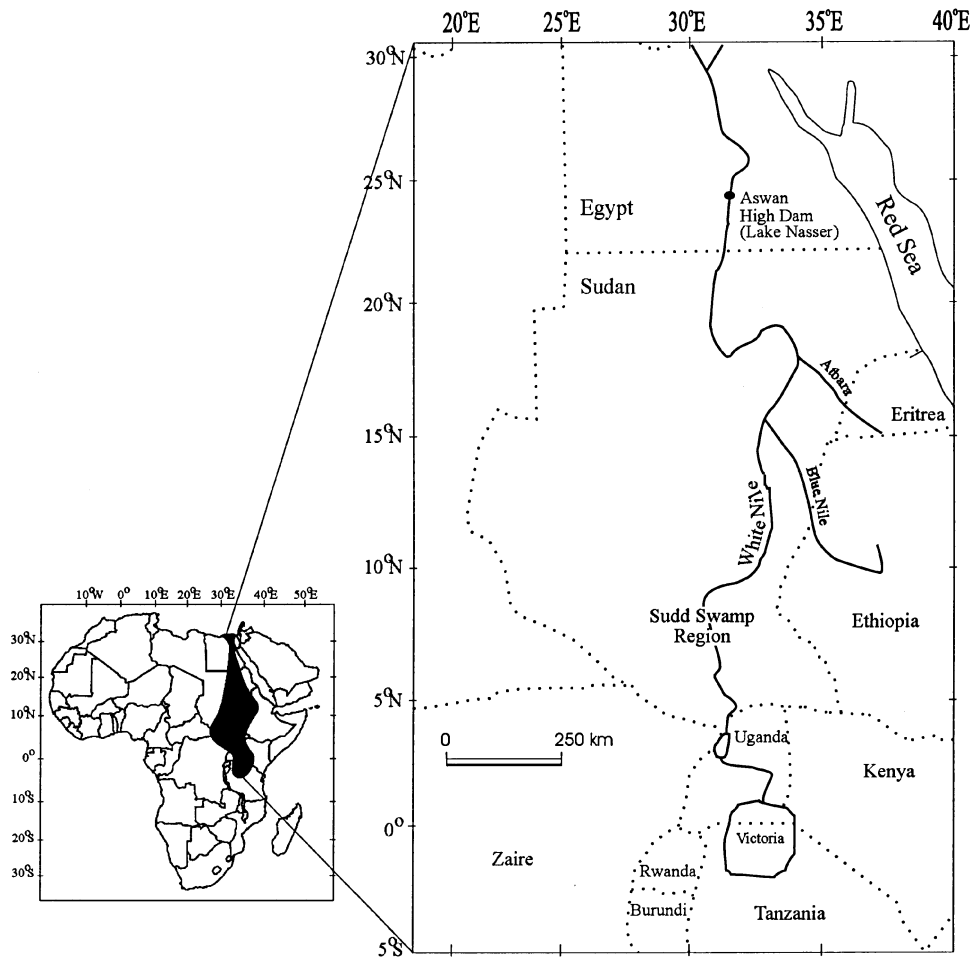 20°E 25°E 30°E 35°E 40°E
30°N
25°N
Egypt
Aswan
High Dam
(Lake Nasser)
Red Sea
Sudan
20°N
Atbara
Eritrea
15°N
White Nile
Blue Nile
10°N
Sudd Swamp
Region
Ethiopia
5°N
0 250 km
Uganda
Kenya
0°
Victoria
Zaire
Rwanda
Burundi
Tanzania
5°S
10°W 0° 10°E 20°E 30°E 40°E 50°E
30°N
20°N
10°N
0°
10°S
20°S
30°S